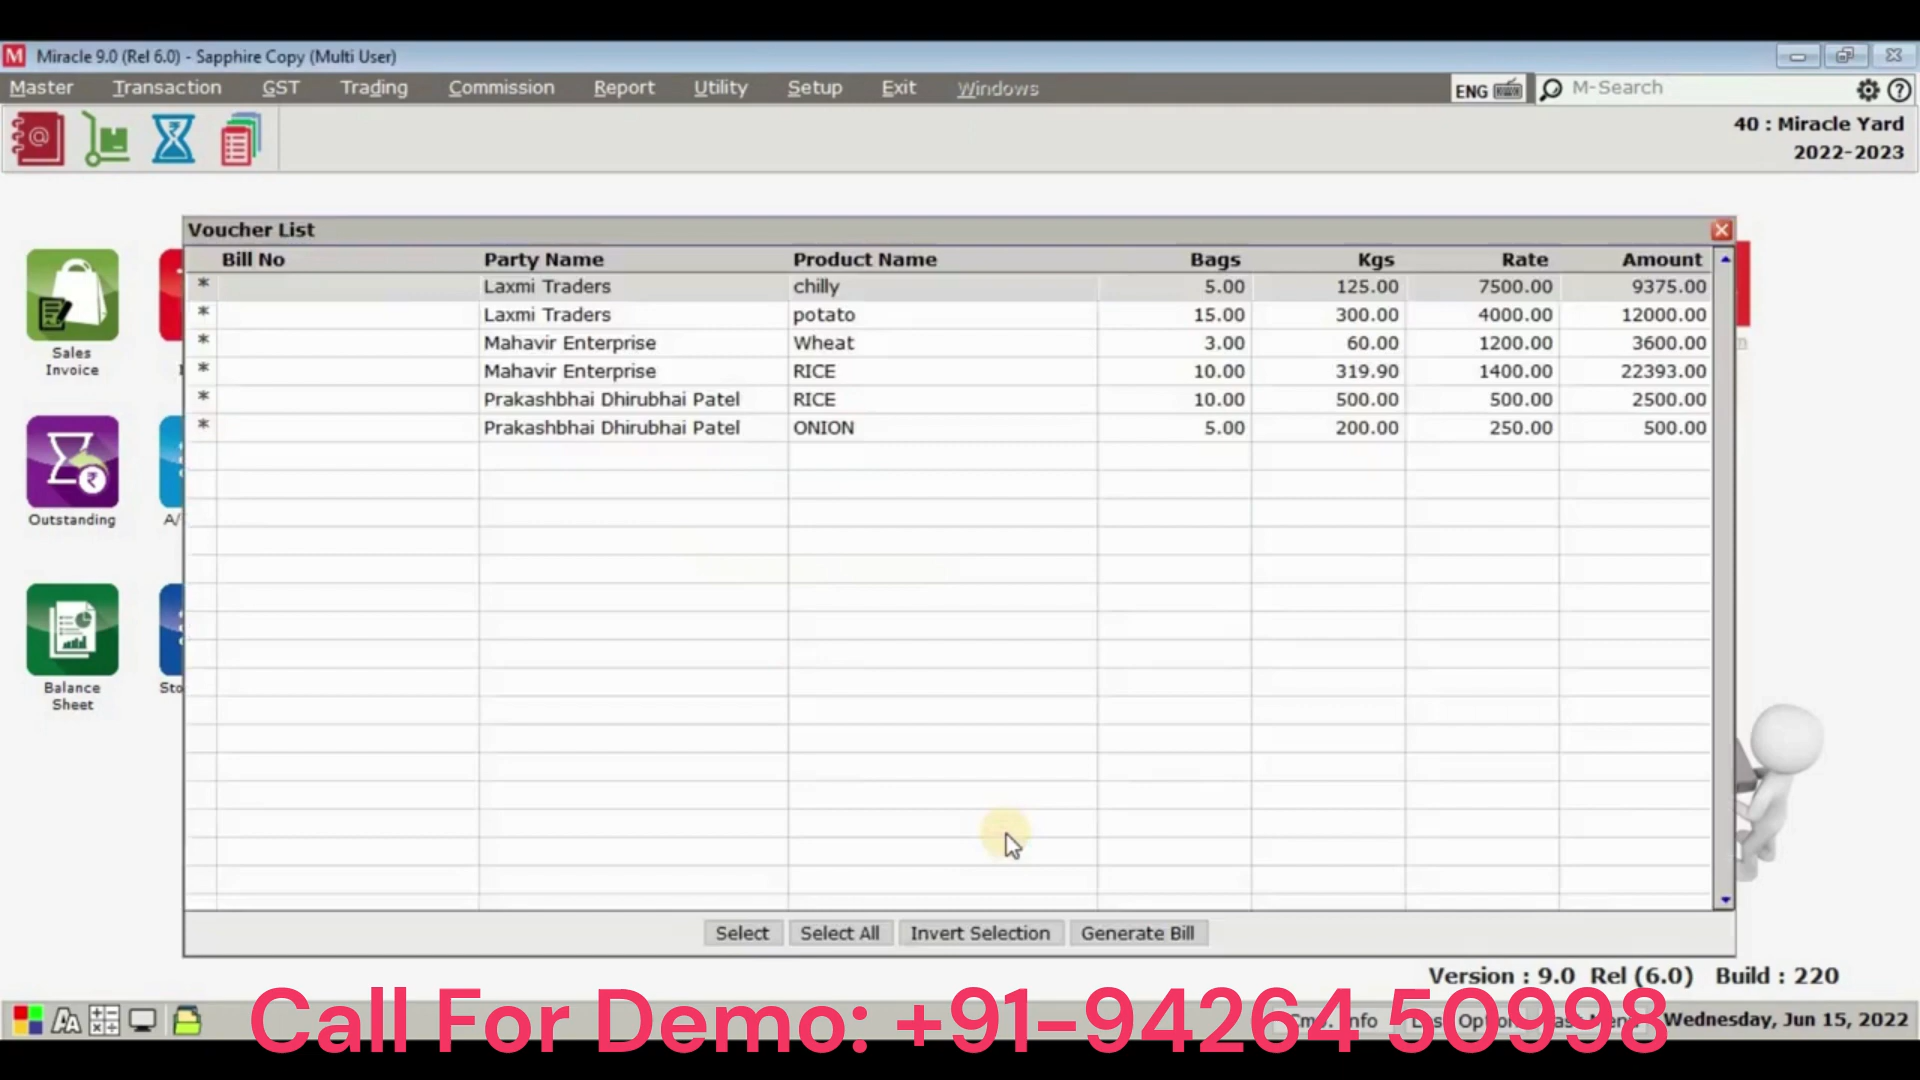 Miracle 9.0 (Rel 6.0) - Sapphire Copy (Multi User)
Master Transaction GST Trading Commission Report Utility Setup Exit Windows ENG M-Search
40 : Miracle Yard
2022-2023
Voucher List
Bill No Party Name Product Name Bags Kgs Rate Amount
* Laxmi Traders chilly 5.00 125.00 7500.00 9375.00
* Laxmi Traders potato 15.00 300.00 4000.00 12000.00
* Mahavir Enterprise Wheat 3.00 60.00 1200.00 3600.00
* Mahavir Enterprise RICE 10.00 319.90 1400.00 22393.00
* Prakashbhai Dhirubhai Patel RICE 10.00 500.00 500.00 2500.00
* Prakashbhai Dhirubhai Patel ONION 5.00 200.00 250.00 500.00
Sales
Invoice
Outstanding A/
Balance
Sheet
Sto
Select Select All Invert Selection Generate Bill
Version : 9.0 Rel (6.0) Build : 220
Call For Demo: +91-94264 50998
Wednesday, Jun 15, 2022